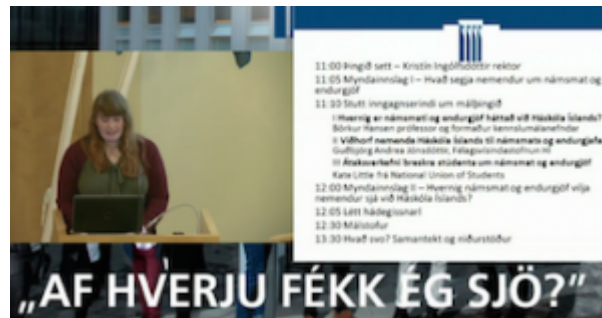 11:00 Þingið sett – Kristín Ingólfsdóttir rektor
11:05 Myndainnslag I – Hvað segja nemendur um námsmat og
endurgjöf
11:10 Stutt inngagnserindi um málþingið
I Hvernig er námsmati og endurgjöf háttað við Háskóla Íslands?
Börkur Hansen prófessor og formaður kennslumálanefndar
II Viðhorf nemenda Háskóla Íslands til námsmats og endurgjafa
Guðbjörg Andrea Jónsdóttir, Félagsvísindastofnun HÍ
III Átaksverkefni breskra stúdenta um námsmat og endurgjöf
Kate Little frá National Union of Students
12:00 Myndainnslag II – Hvernig námsmat og endurgjöf vilja
nemendur sjá við Háskóla Íslands?
12:05 Létt hádegissnarl
12:30 Málstofur
13:30 Hvað svo? Samantekt og niðurstöður
„AF HVERJU FÉKK ÉG SJÖ?“